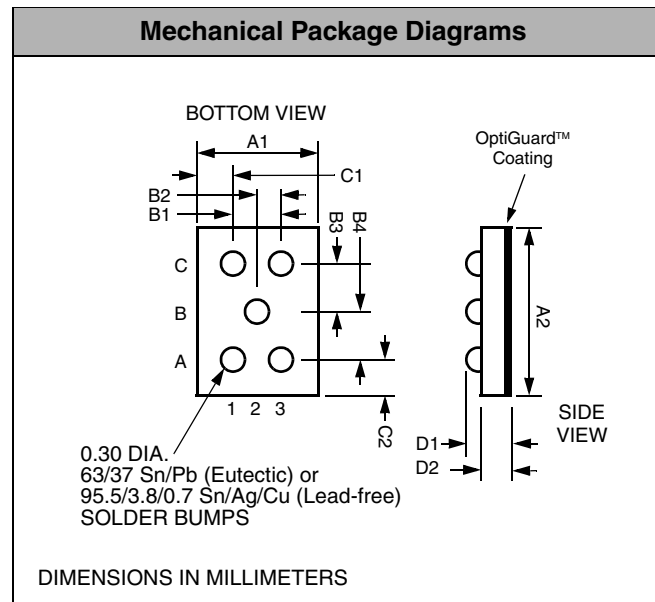 Mechanical Package Diagrams
BOTTOM VIEW
A1
OptiGuard™
Coating
C1
B2
B1
B3
B4
C
B
A
A2
1 2 3
C2
SIDE
VIEW
D1
D2
0.30 DIA.
63/37 Sn/Pb (Eutectic) or
95.5/3.8/0.7 Sn/Ag/Cu (Lead-free)
SOLDER BUMPS
DIMENSIONS IN MILLIMETERS